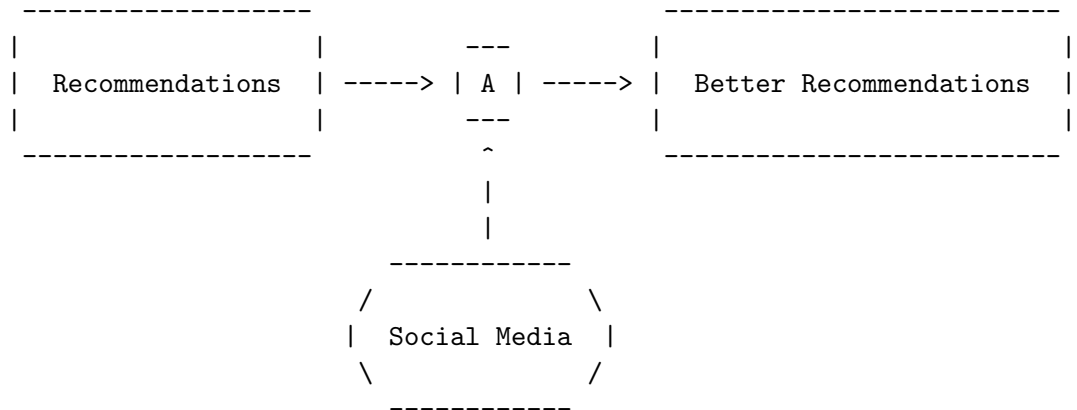 Recommendations
A
Better Recommendations
Social Media